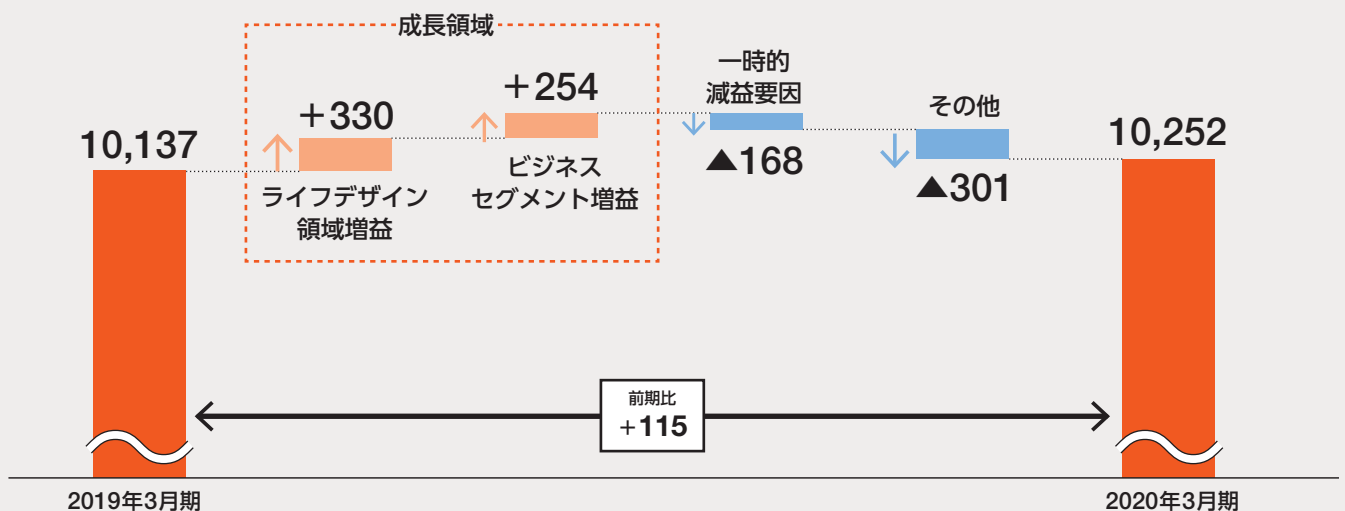 成長領域
10,137
+330
ライフデザイン
領域増益
+254
ビジネス
セグメント増益
一時的
減益要因
▲168
その他
▲301
10,252
前期比
+115
2019年3月期
2020年3月期